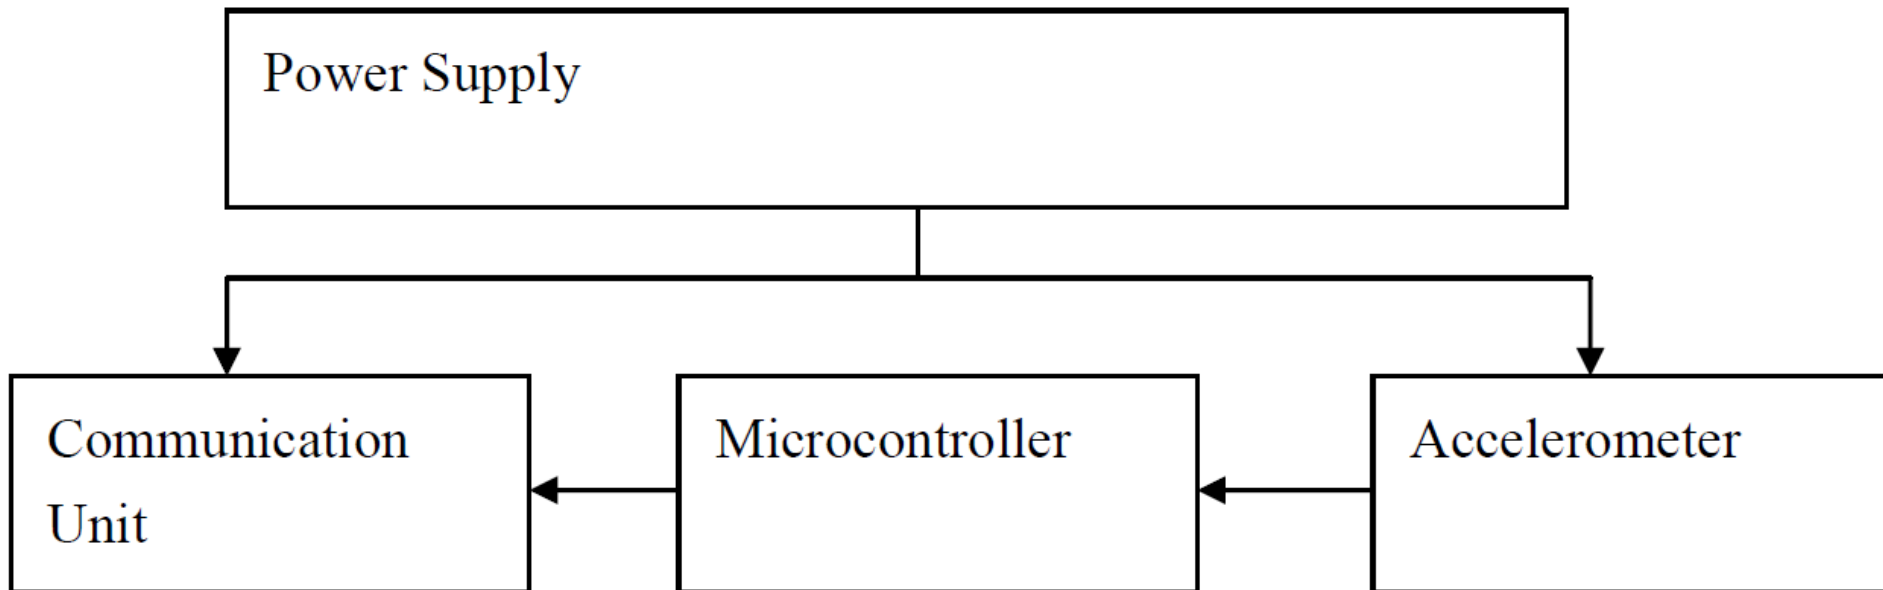 Power Supply
Communication
Unit
Microcontroller
Accelerometer